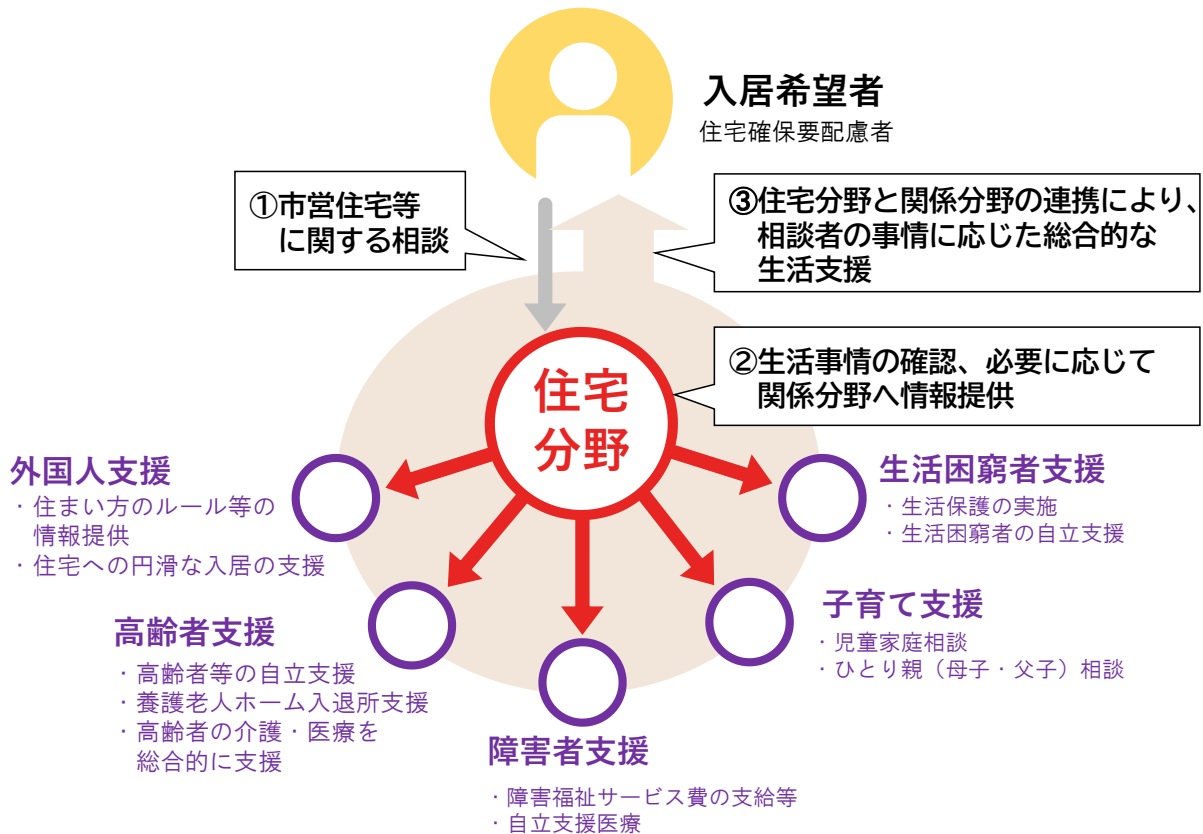 入居希望者
住宅確保要配慮者
①市営住宅等
に関する相談
③住宅分野と関係分野の連携により、
相談者の事情に応じた総合的な
生活支援
②生活事情の確認、必要に応じて
関係分野へ情報提供
住宅
分野
外国人支援
・住まい方のルール等の
情報提供
・住宅への円滑な入居の支援
高齢者支援
・高齢者等の自立支援
・養護老人ホーム入退所支援
・高齢者の介護・医療を
総合的に支援
障害者支援
・障害福祉サービス費の支給等
・自立支援医療
子育て支援
・児童家庭相談
・ひとり親（母子・父子）相談
生活困窮者支援
・生活保護の実施
・生活困窮者の自立支援